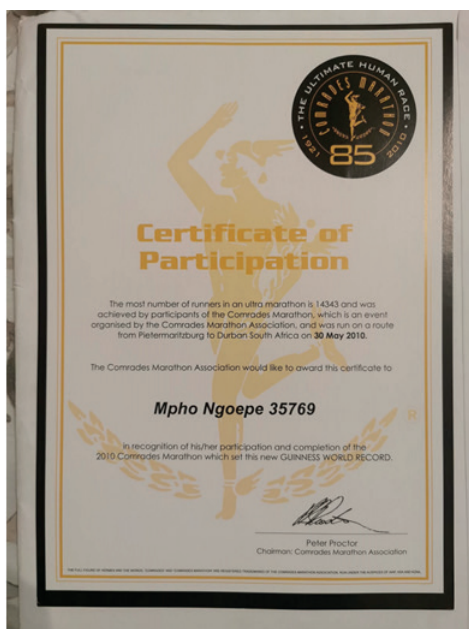 THE ULTIMATE HUMAN RACE
COMRADES MARATHON
1921 85 2010
Certificate of
Participation
The most number of runners in an ultra marathon is 14343 and was
achieved by participants of the Comrades Marathon, which is an event
organised by the Comrades Marathon Association, and was run on a route
from Pietermaritzburg to Durban South Africa on 30 May 2010.
The Comrades Marathon Association would like to award this certificate to
Mpho Ngoepe 35769
in recognition of his/her participation and completion of the
2010 Comrades Marathon which set this new GUINNESS WORLD RECORD.
Peter Proctor
Chairman: Comrades Marathon Association